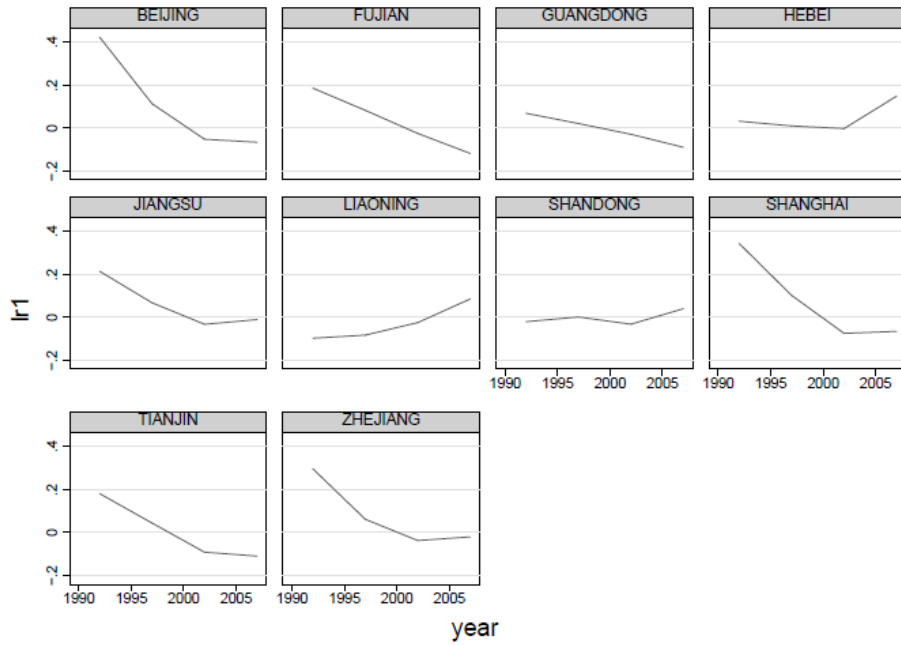 BEIJING FUJIAN GUANGDONG HEBEI
.4
.2
0
-.2
JIANGSU LIAONING SHANDONG SHANGHAI
.4
.2
0
-.2
1990 1995 2000 2005 1990 1995 2000 2005
TIANJIN ZHEJIANG
.4
.2
0
-.2
1990 1995 2000 2005 1990 1995 2000 2005
lr1
year